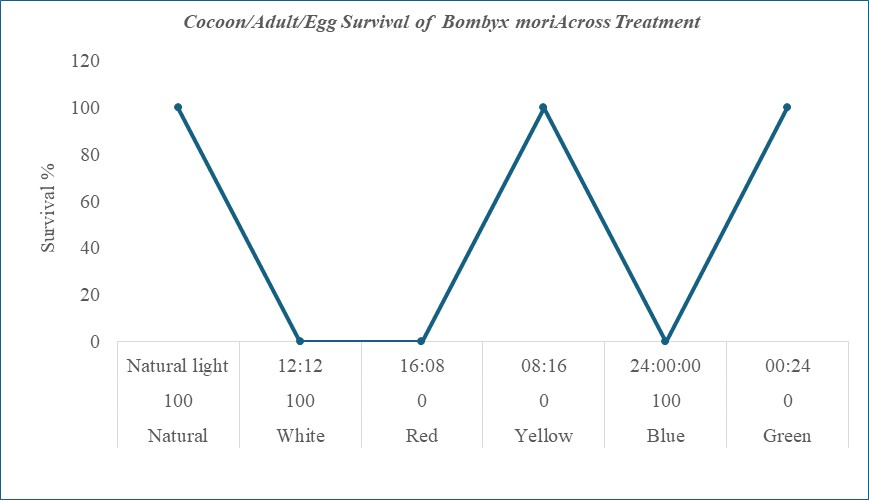 Cocoon/Adult/Egg Survival of Bombyx moriAcross Treatment
120
100
80
60
40
20
0
Survival %
Natural light 12:12 16:08 08:16 24:00:00 00:24
100 100 0 0 100 0
Natural White Red Yellow Blue Green